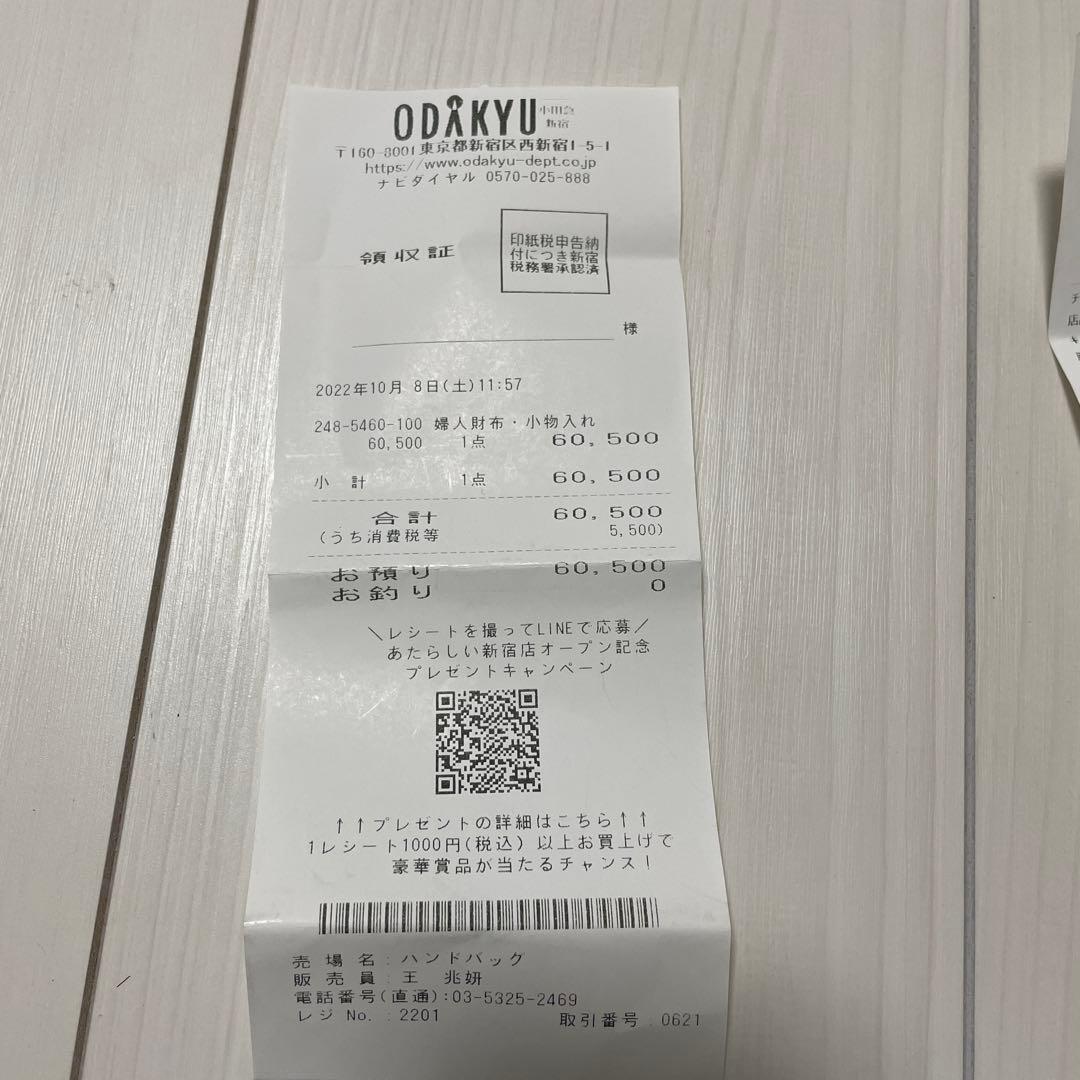 ODAKYU 小田急
新宿
〒160-8001東京都新宿区西新宿1-5-1
https://www.odakyu-dept.co.jp
ナビダイヤル 0570-025-888
領収証
印紙税申告納
付につき新宿
税務署承認済
様
2022年10月 8日(土)11:57
248-5460-100 婦人財布・小物入れ
60,500 1点 60,500
小 計 1点 60,500
合計 60,500
(うち消費税等 5,500)
お預り 60,500
お釣り 0
＼レシートを撮ってLINEで応募／
あたらしい新宿店オープン記念
プレゼントキャンペーン
↑↑プレゼントの詳細はこちら↑↑
1レシート1000円(税込) 以上お買上げで
豪華賞品が当たるチャンス!
売 場 名 : ハンドバッグ
販 売 員 : 王 兆妍
電話番号(直通):03-5325-2469
レジ No. : 2201 取引番号 : 0621